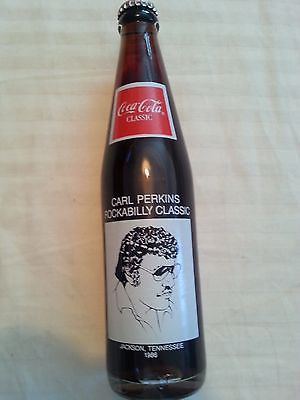 Coca-Cola
CLASSIC
CARL PERKINS
ROCKABILLY CLASSIC
JACKSON, TENNESSEE
1986